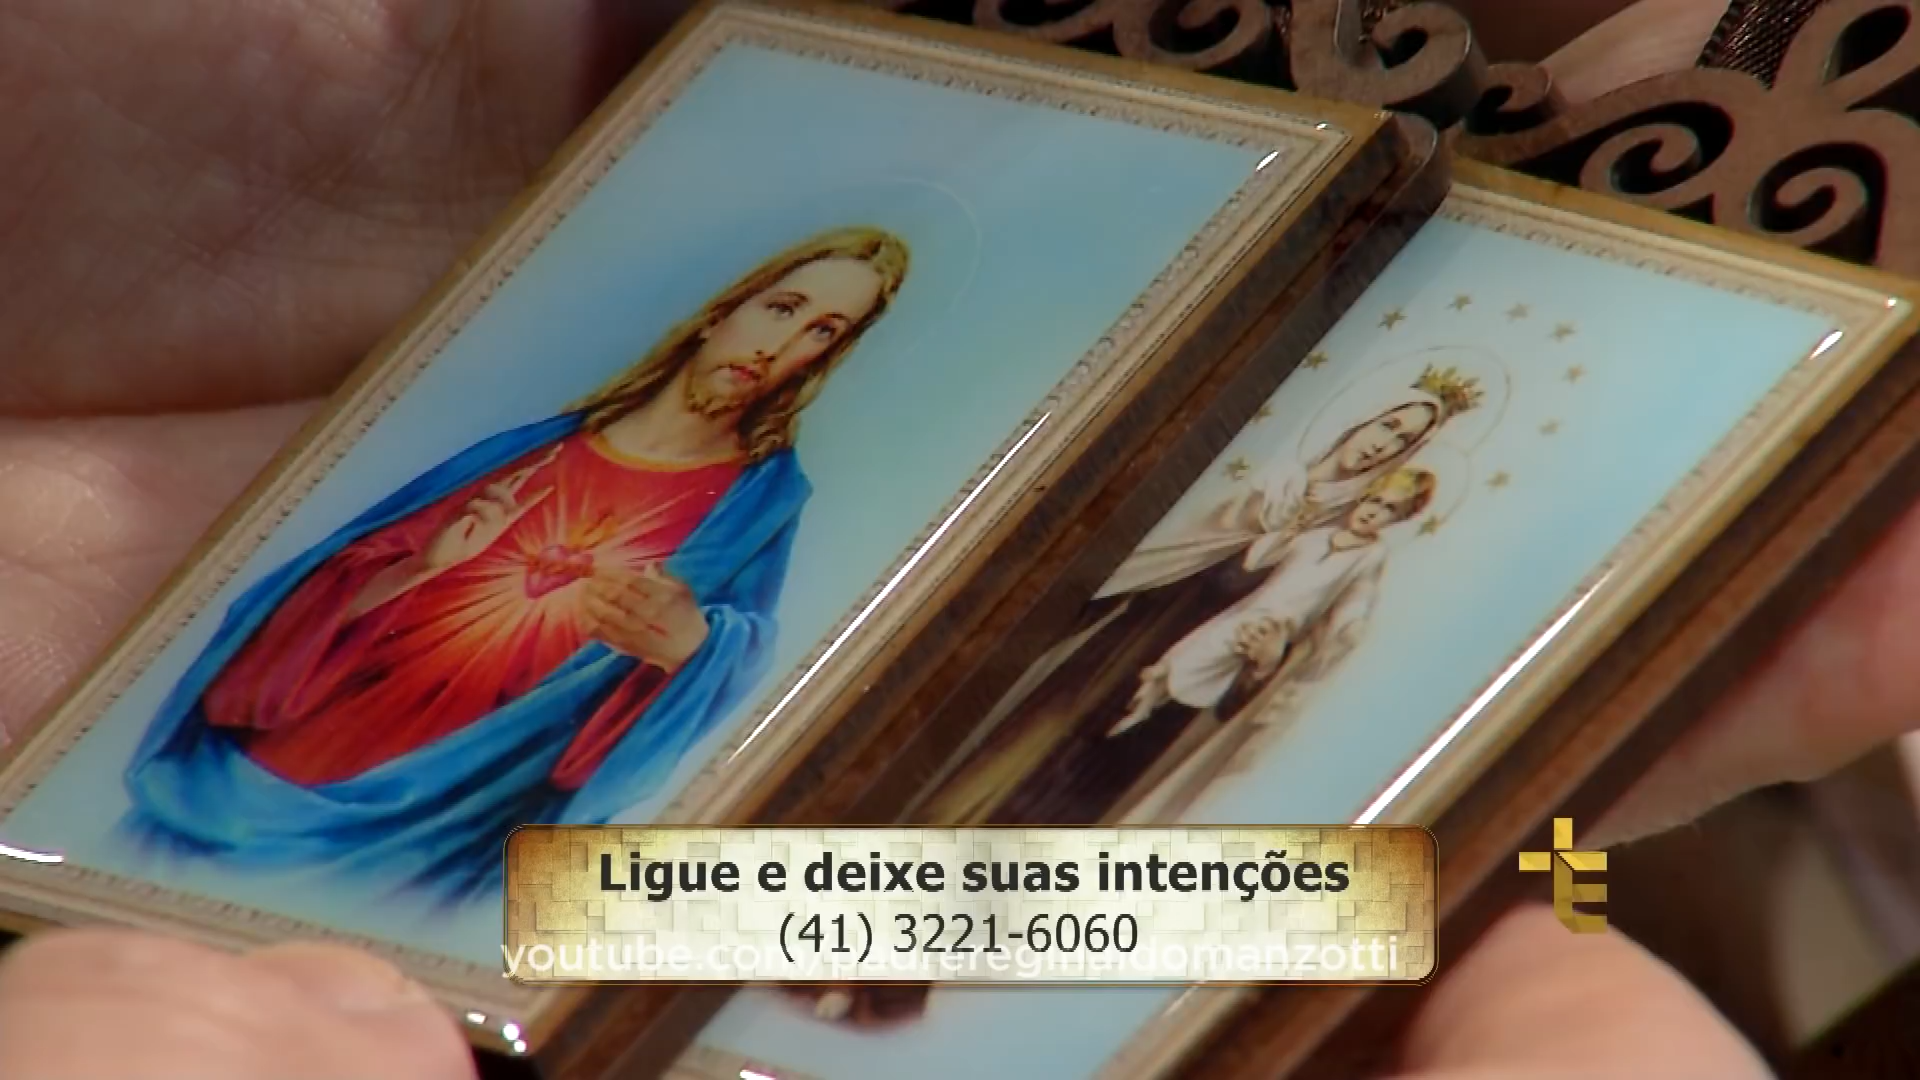 Ligue e deixe suas intenções
(41) 3221-6060
youtube.com/padrereginaldomanzotti